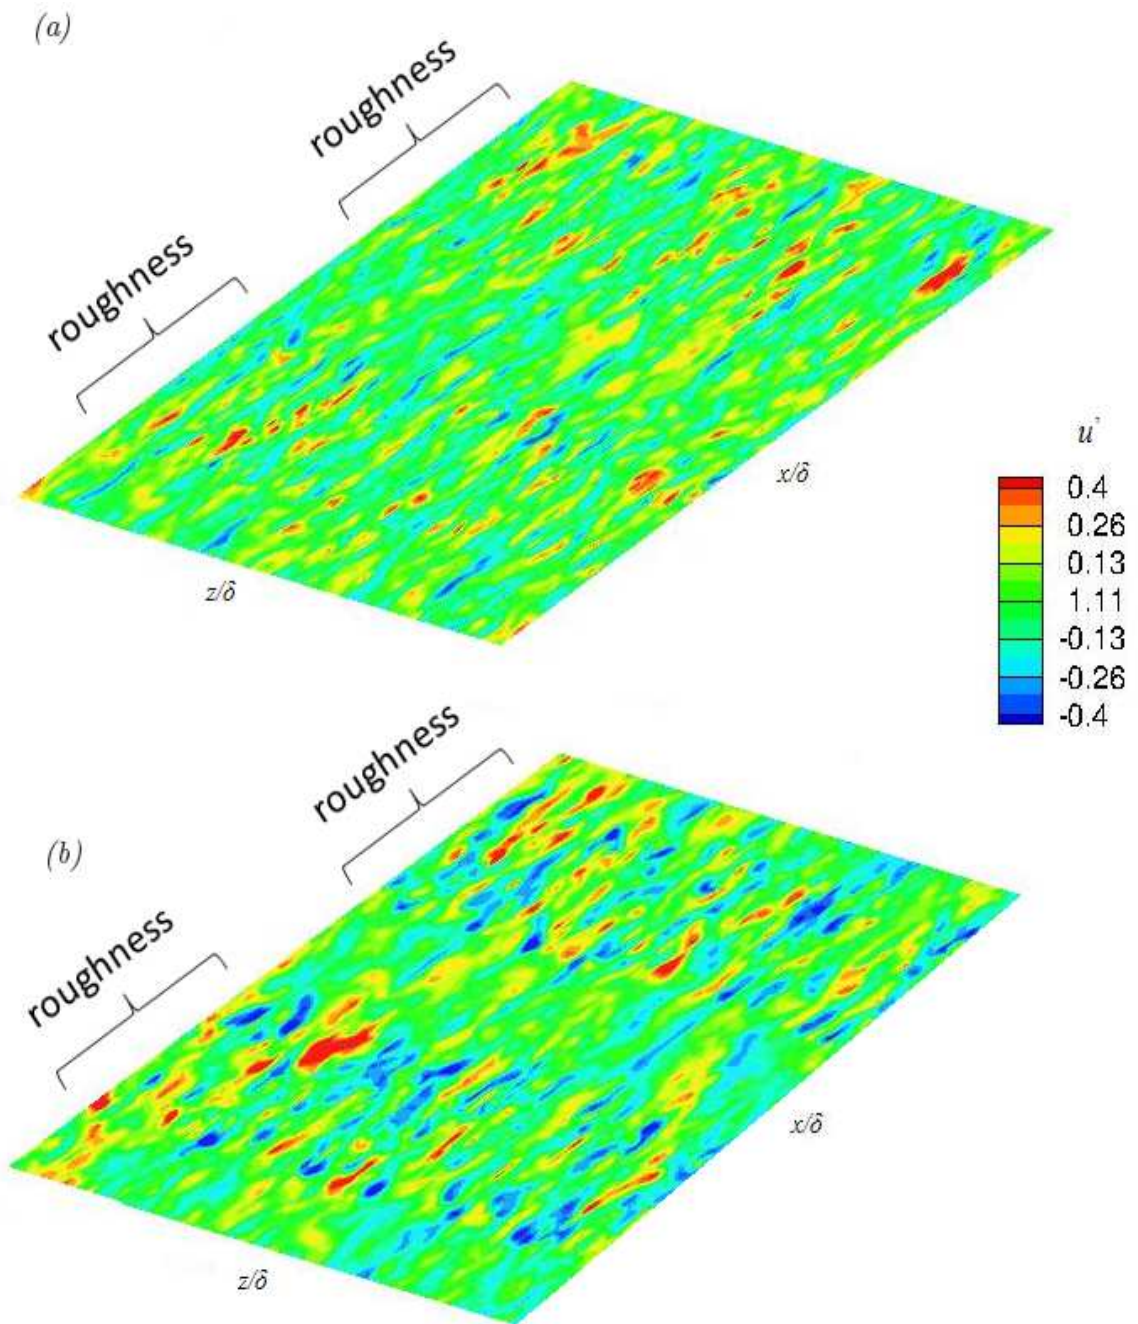 (a)
roughness
roughness
x/δ
z/δ
u'
0.4
0.26
0.13
1.11
-0.13
-0.26
-0.4
roughness
(b)
roughness
x/δ
z/δ